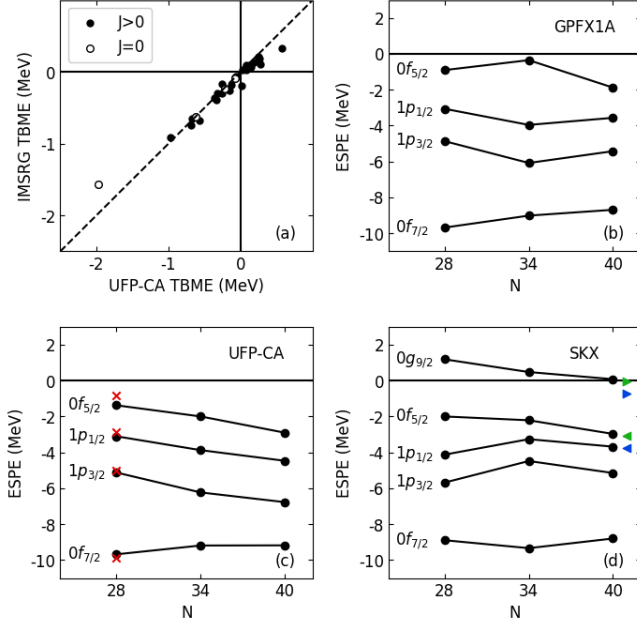 J>0
J=0
0
-1
-2
IMSRG TBME (MeV)
-2
-1
0
UFP-CA TBME (MeV)
(a)
GPFX1A
0
-2
-4
-6
-8
-10
ESPE (MeV)
0f5/2
1p1/2
1p3/2
0f7/2
28
34
40
N
(b)
UFP-CA
2
0
-2
-4
-6
-8
-10
ESPE (MeV)
0f5/2
1p1/2
1p3/2
0f7/2
28
34
40
N
(c)
SKX
2
0
-2
-4
-6
-8
-10
ESPE (MeV)
0g9/2
0f5/2
1p1/2
1p3/2
0f7/2
28
34
40
N
(d)